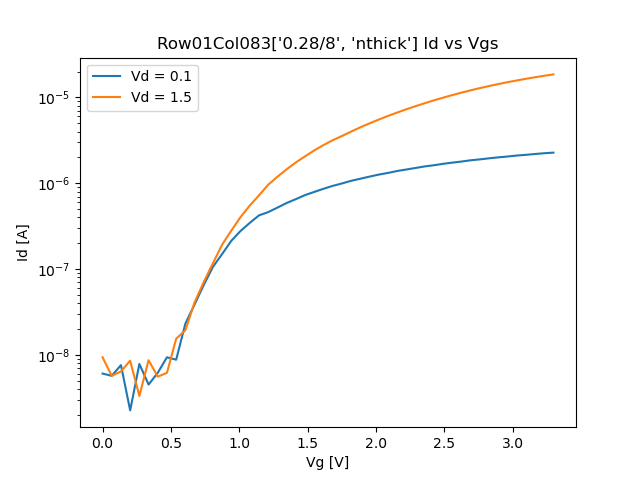 Row01Col083['0.28/8', 'nthick'] Id vs Vgs
Vd = 0.1
Vd = 1.5
10⁻⁵
10⁻⁶
10⁻⁷
10⁻⁸
Id [A]
0.0 0.5 1.0 1.5 2.0 2.5 3.0
Vg [V]